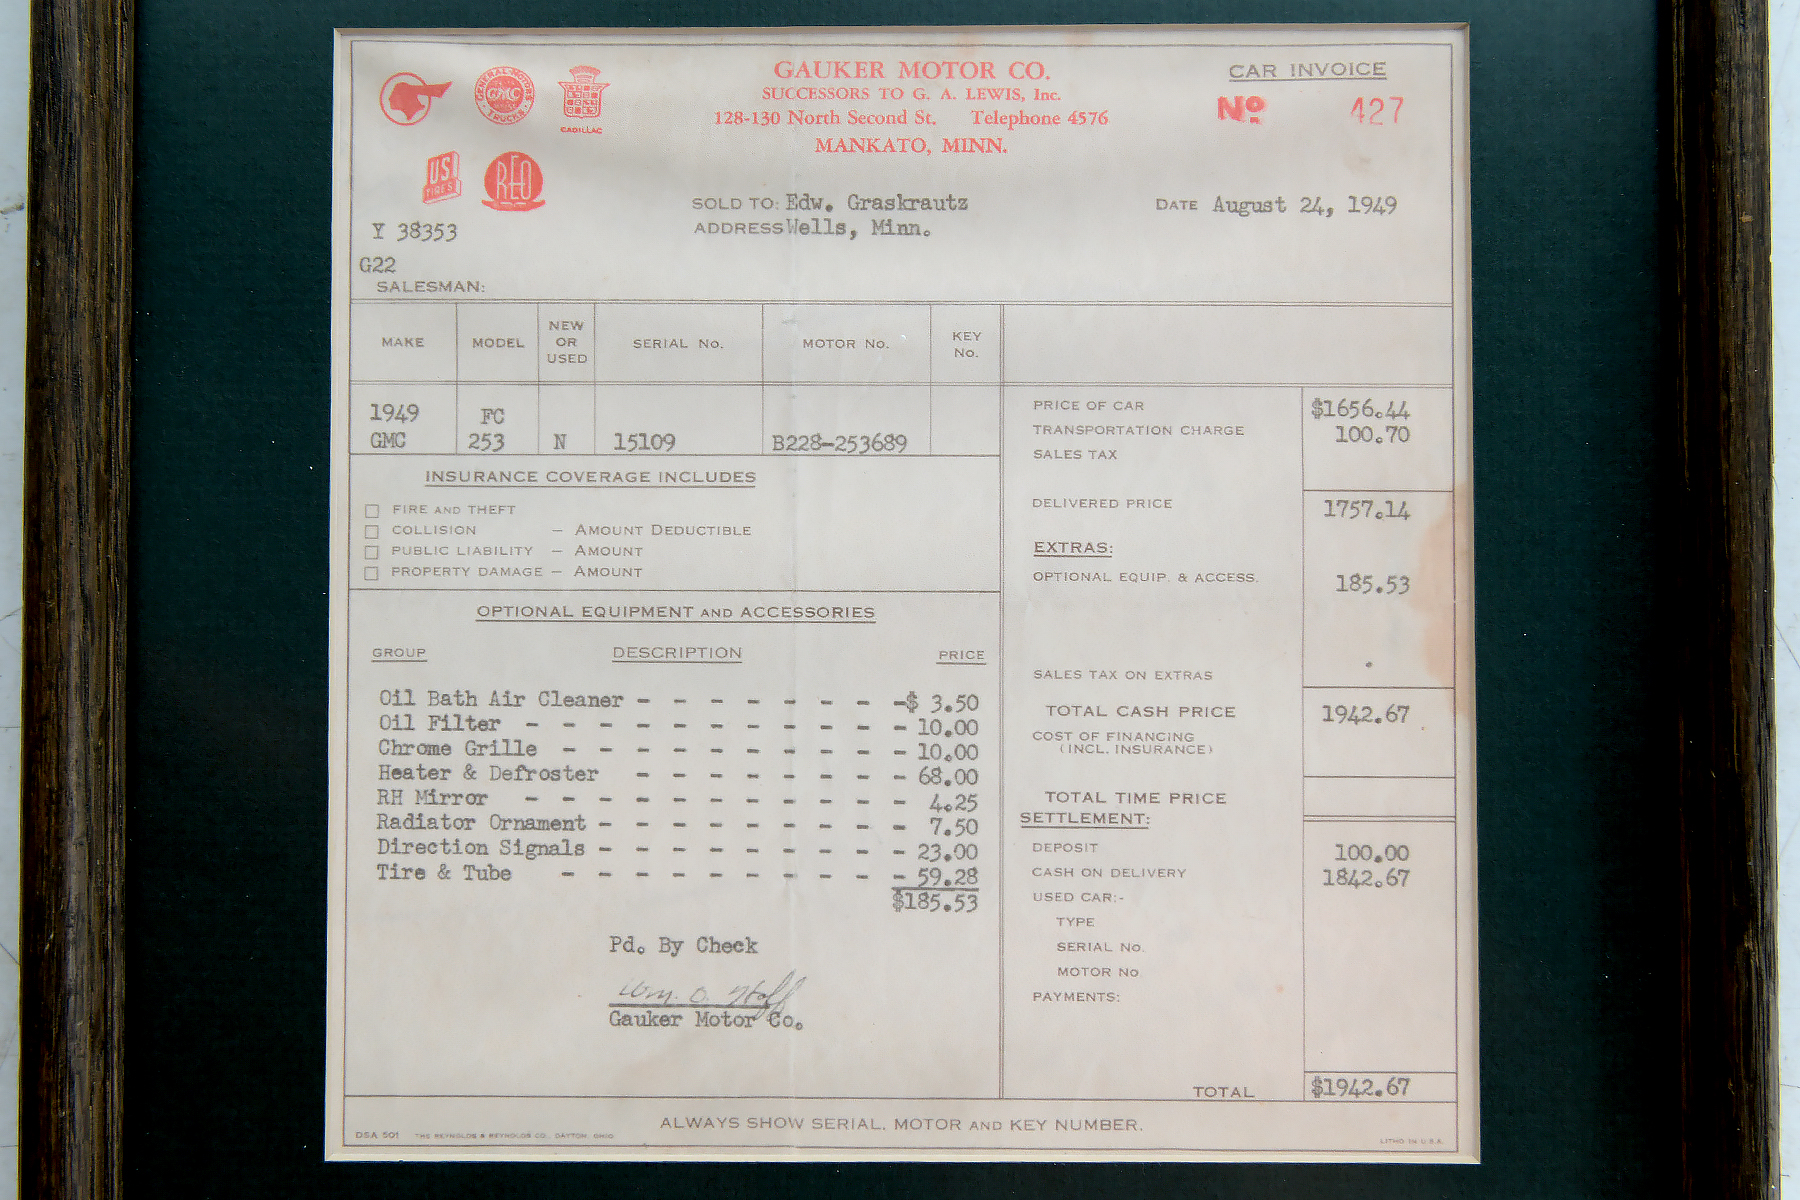 GAUKER MOTOR CO.
SUCCESSORS TO G. A. LEWIS, Inc.
128-130 North Second St. Telephone 4576
MANKATO, MINN.
CAR INVOICE
No. 427
GENERAL MOTORS
GMC
TRUCKS
CADILLAC
US
TIRES
REO
SOLD TO: Edw. Graskrautz
ADDRESS Wells, Minn.
DATE August 24, 1949
Y 38353
G22
SALESMAN:
MAKE MODEL NEW OR USED SERIAL No. MOTOR No. KEY No.
1949 FC
GMC 253 N 15109 B228-253689
INSURANCE COVERAGE INCLUDES
FIRE AND THEFT
COLLISION — AMOUNT DEDUCTIBLE
PUBLIC LIABILITY — AMOUNT
PROPERTY DAMAGE — AMOUNT
OPTIONAL EQUIPMENT AND ACCESSORIES
GROUP DESCRIPTION PRICE
Oil Bath Air Cleaner - - - - - - - -$ 3.50
Oil Filter - - - - - - - - - - - 10.00
Chrome Grille - - - - - - - - - - 10.00
Heater & Defroster - - - - - - - - 68.00
RH Mirror - - - - - - - - - - - 4.25
Radiator Ornament - - - - - - - - - 7.50
Direction Signals - - - - - - - - - 23.00
Tire & Tube - - - - - - - - - - 59.28
$185.53
Pd. By Check
Wm. O. Hoff
Gauker Motor Co.
PRICE OF CAR $1656.44
TRANSPORTATION CHARGE 100.70
SALES TAX
DELIVERED PRICE 1757.14
EXTRAS:
OPTIONAL EQUIP. & ACCESS. 185.53
SALES TAX ON EXTRAS
TOTAL CASH PRICE 1942.67
COST OF FINANCING
(INCL. INSURANCE)
TOTAL TIME PRICE
SETTLEMENT:
DEPOSIT 100.00
CASH ON DELIVERY 1842.67
USED CAR:-
TYPE
SERIAL No.
MOTOR No
PAYMENTS:
TOTAL $1942.67
ALWAYS SHOW SERIAL, MOTOR AND KEY NUMBER.
DSA 501 THE REYNOLDS & REYNOLDS CO., DAYTON, OHIO
LITHO IN U.S.A.